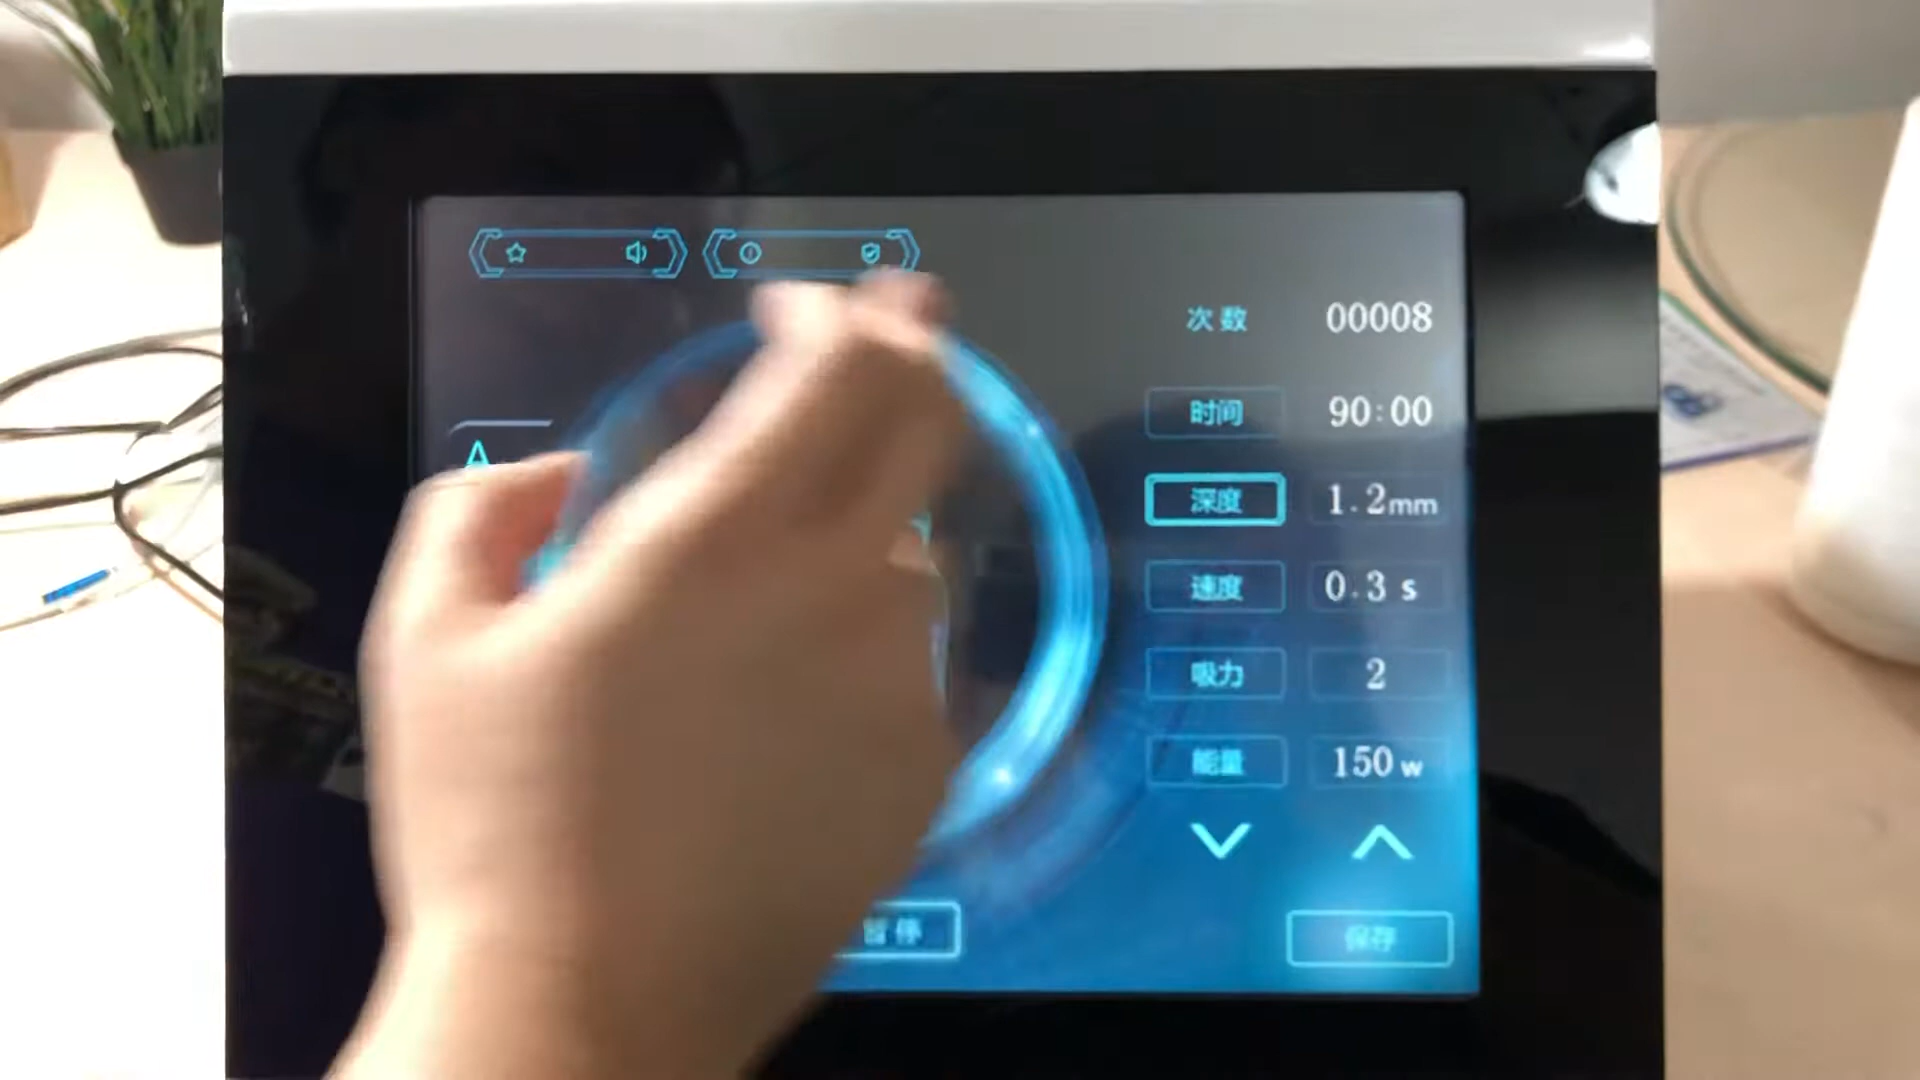 次数 00008
A
时间 90:00
深度 1.2mm
速度 0.3 s
吸力 2
能量 150 w
暂停
保存